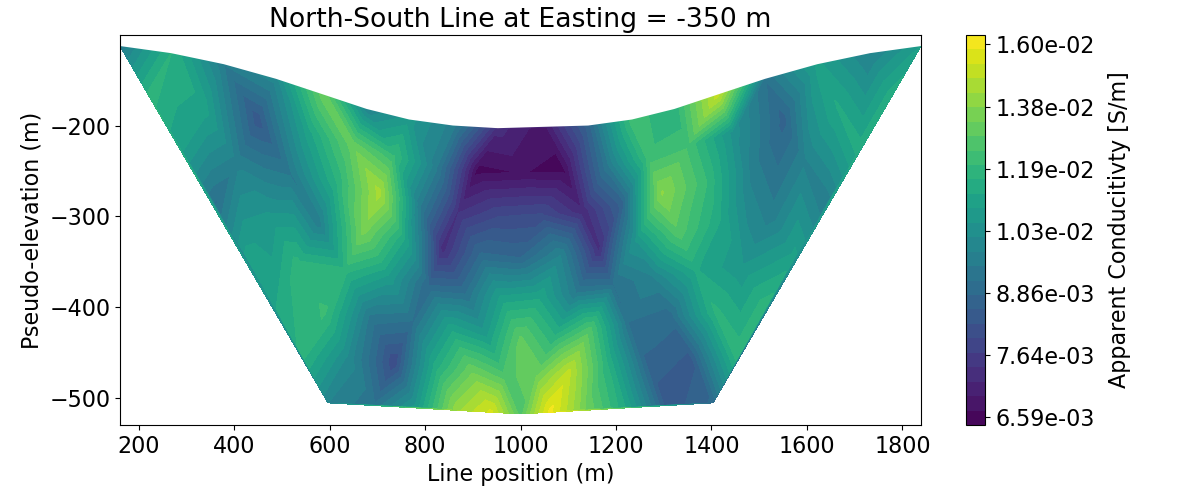 North-South Line at Easting = -350 m
Pseudo-elevation (m)
−200
−300
−400
−500
200 400 600 800 1000 1200 1400 1600 1800
Line position (m)
1.60e-02
1.38e-02
1.19e-02
1.03e-02
8.86e-03
7.64e-03
6.59e-03
Apparent Conducitivty [S/m]